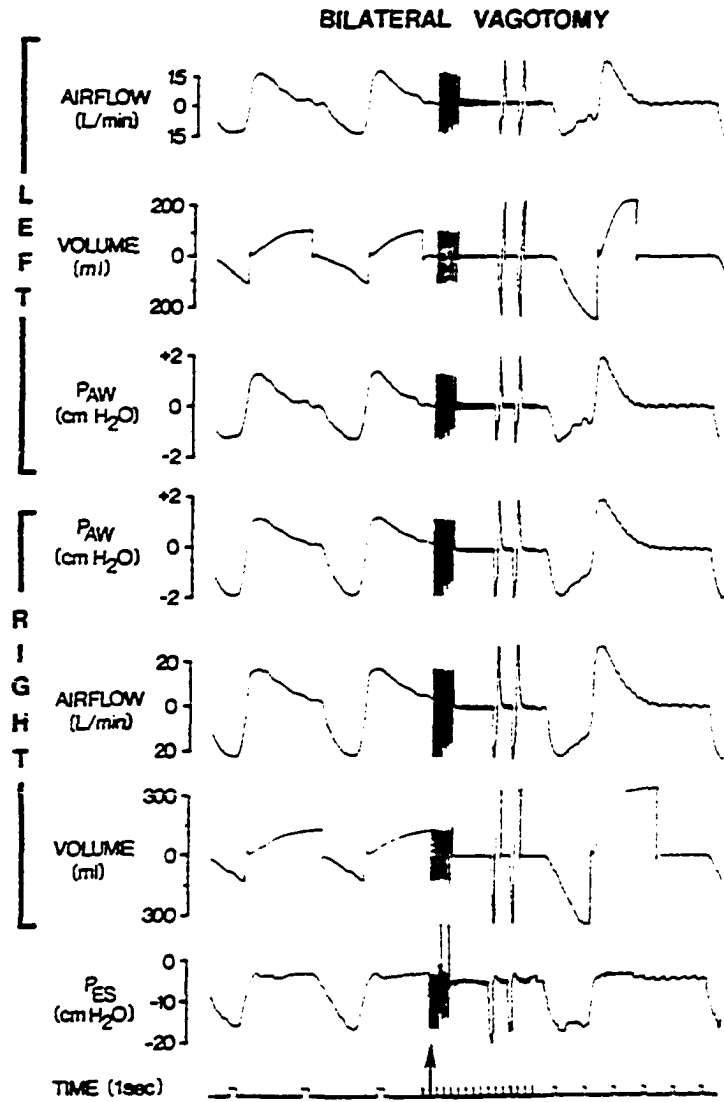 BILATERAL VAGOTOMY
LEFT
AIRFLOW
(L/min)
15
0
15
VOLUME
(ml)
200
0
200
PAW
(cm H2O)
+2
0
-2
RIGHT
PAW
(cm H2O)
+2
0
-2
AIRFLOW
(L/min)
20
0
20
VOLUME
(ml)
300
0
300
PES
(cm H2O)
0
-10
-20
TIME (1sec)